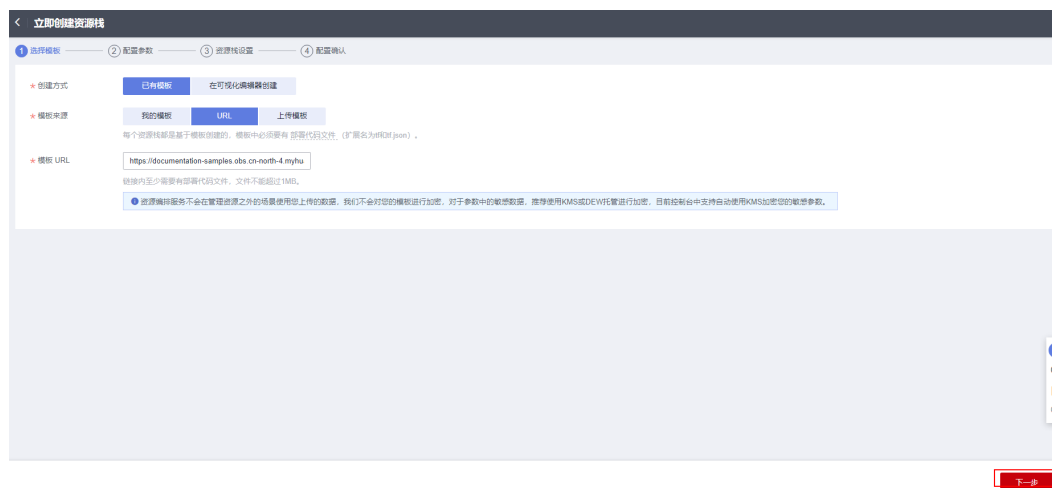 立即创建资源栈
1 选择模板 2 配置参数 3 资源栈设置 4 配置确认
★ 创建方式 已有模板 在可视化编辑器创建
★ 模板来源 我的模板 URL 上传模板
每个资源栈都是基于模板创建的，模板中必须要有 部署代码文件 （扩展名为tf和tf.json）。
★ 模板 URL https://documentation-samples.obs.cn-north-4.myhu
链接内至少需要有部署代码文件，文件不能超过1MB。
资源编排服务不会在管理资源之外的场景使用您上传的数据，我们不会对您的模板进行加密，对于参数中的敏感数据，推荐使用KMS或DEW托管进行加密，目前控制台中支持自动使用KMS加密您的敏感参数。
下一步